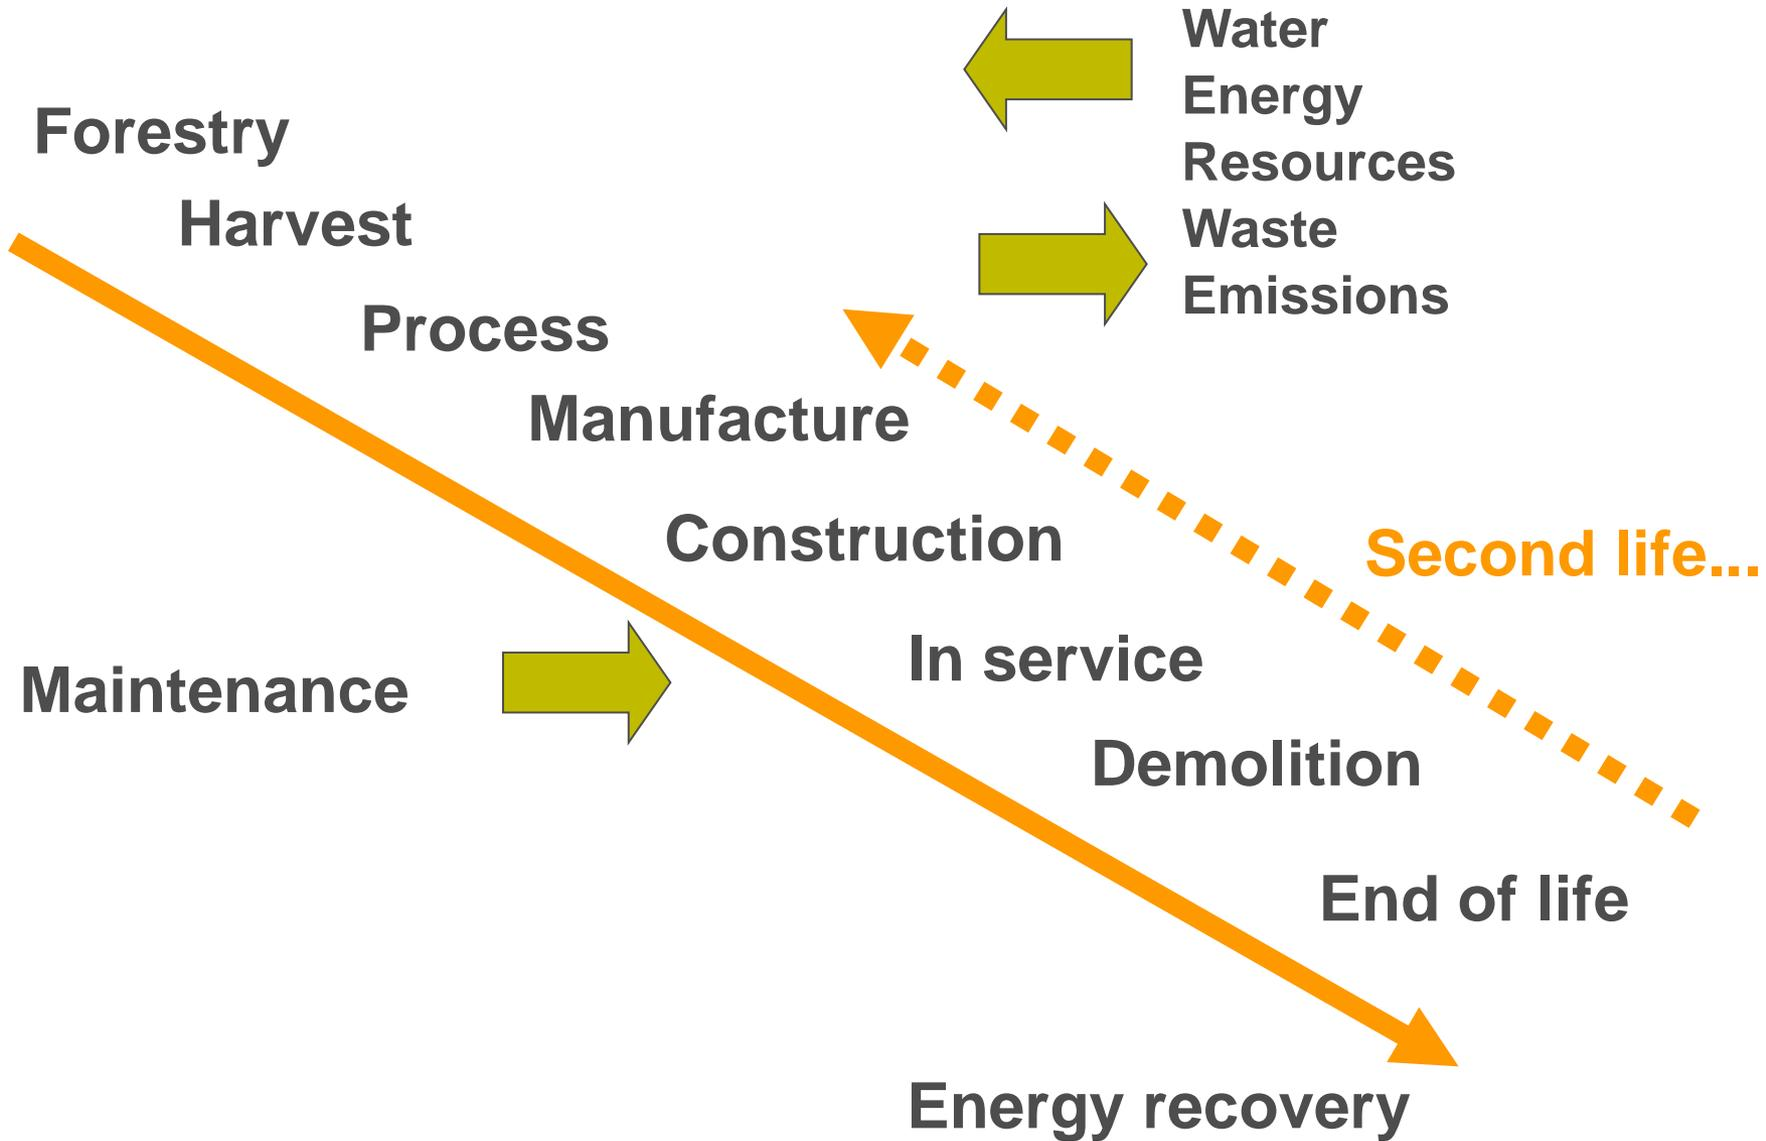 Water
Energy
Resources
Waste
Emissions
Forestry
Harvest
Process
Manufacture
Construction
Second life...
In service
Maintenance
Demolition
End of life
Energy recovery